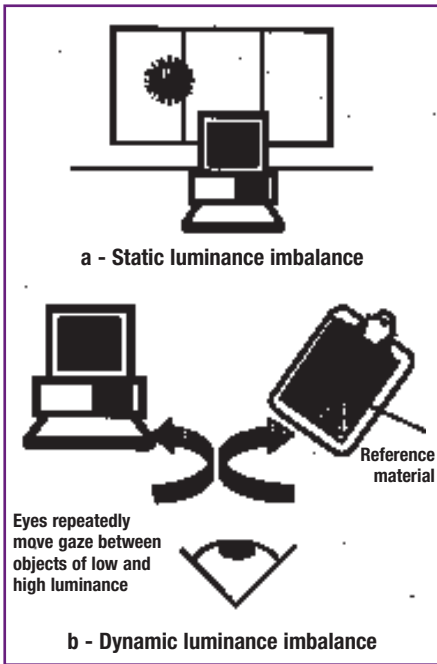 a - Static luminance imbalance
Reference
material
Eyes repeatedly
move gaze between
objects of low and
high luminance
b - Dynamic luminance imbalance